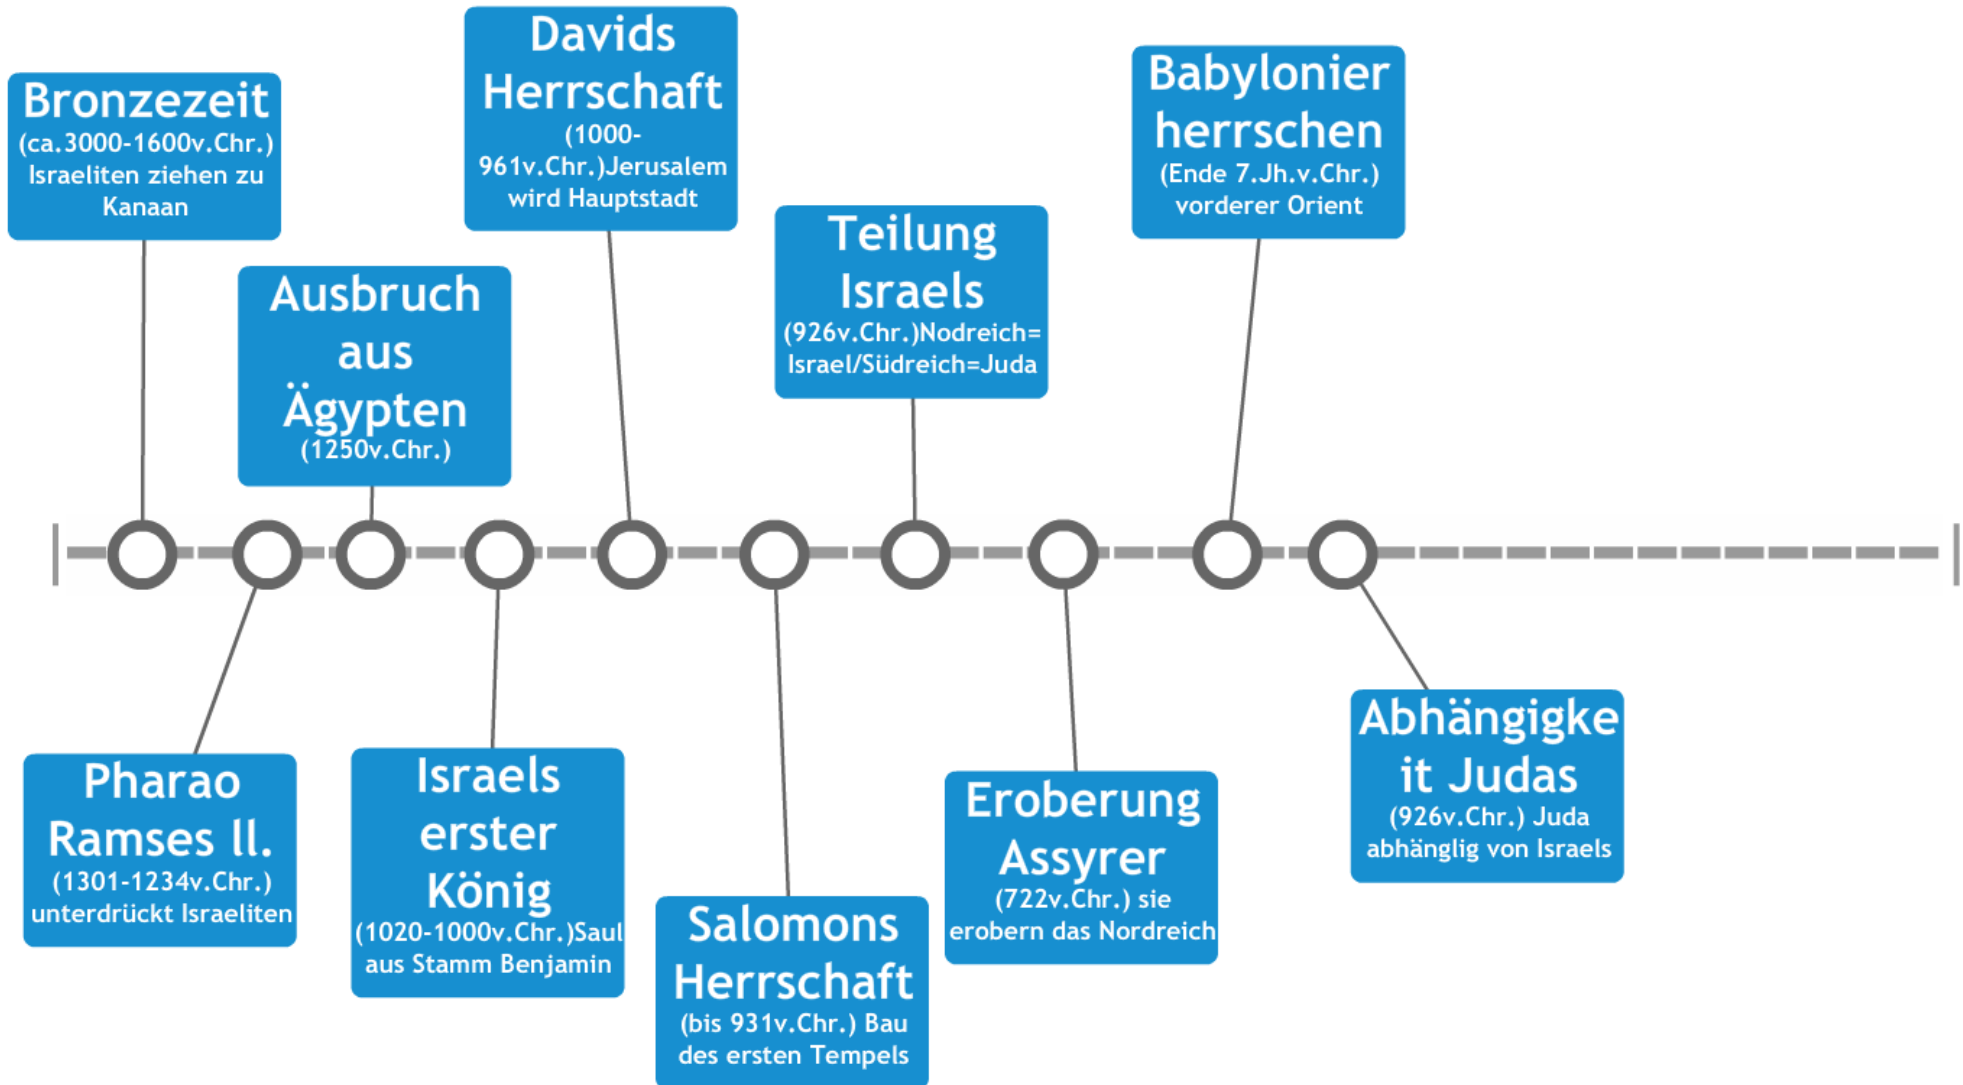 Bronzezeit
(ca.3000-1600v.Chr.)
Israeliten ziehen zu
Kanaan
Pharao
Ramses ll.
(1301-1234v.Chr.)
unterdrückt Israeliten
Ausbruch
aus
Ägypten
(1250v.Chr.)
Israels
erster
König
(1020-1000v.Chr.)Saul
aus Stamm Benjamin
Davids
Herrschaft
(1000-
961v.Chr.)Jerusalem
wird Hauptstadt
Salomons
Herrschaft
(bis 931v.Chr.) Bau
des ersten Tempels
Teilung
Israels
(926v.Chr.)Nodreich=
Israel/Südreich=Juda
Eroberung
Assyrer
(722v.Chr.) sie
erobern das Nordreich
Babylonier
herrschen
(Ende 7.Jh.v.Chr.)
vorderer Orient
Abhängigke
it Judas
(926v.Chr.) Juda
abhänglig von Israels